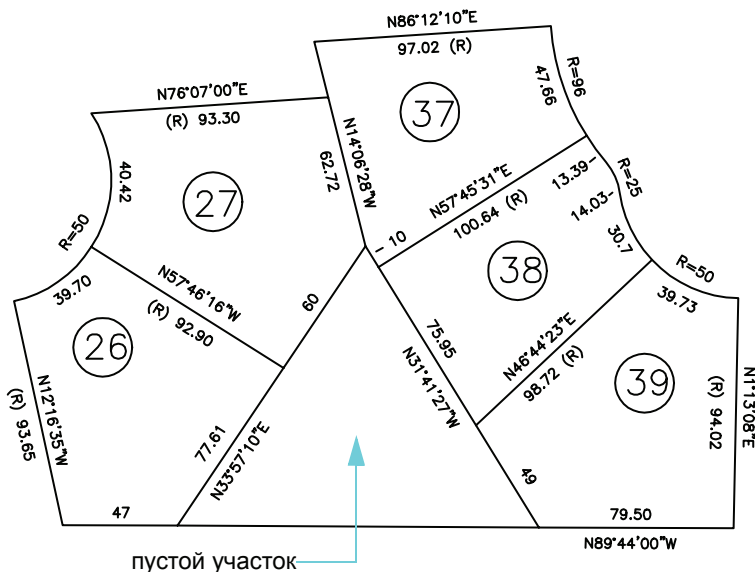 N86°12'10"E
97.02 (R)
37
47.66
R=96
N76°07'00"E
(R) 93.30
N14°06'28"W
62.72
40.42
27
R=50
N57°45'31"E
100.64 (R)
13.39-
R=25
14.03-
- 10
30.7
38
R=50
39.73
39.70
N57°46'16"W
(R) 92.90
60
26
75.95
N31°41'27"W
N46°44'23"E
98.72 (R)
39
N12°16'35"W
(R) 93.65
77.61
N33°57'10"E
N1°13'08"E
(R) 94.02
49
47
79.50
N89°44'00"W
пустой участок